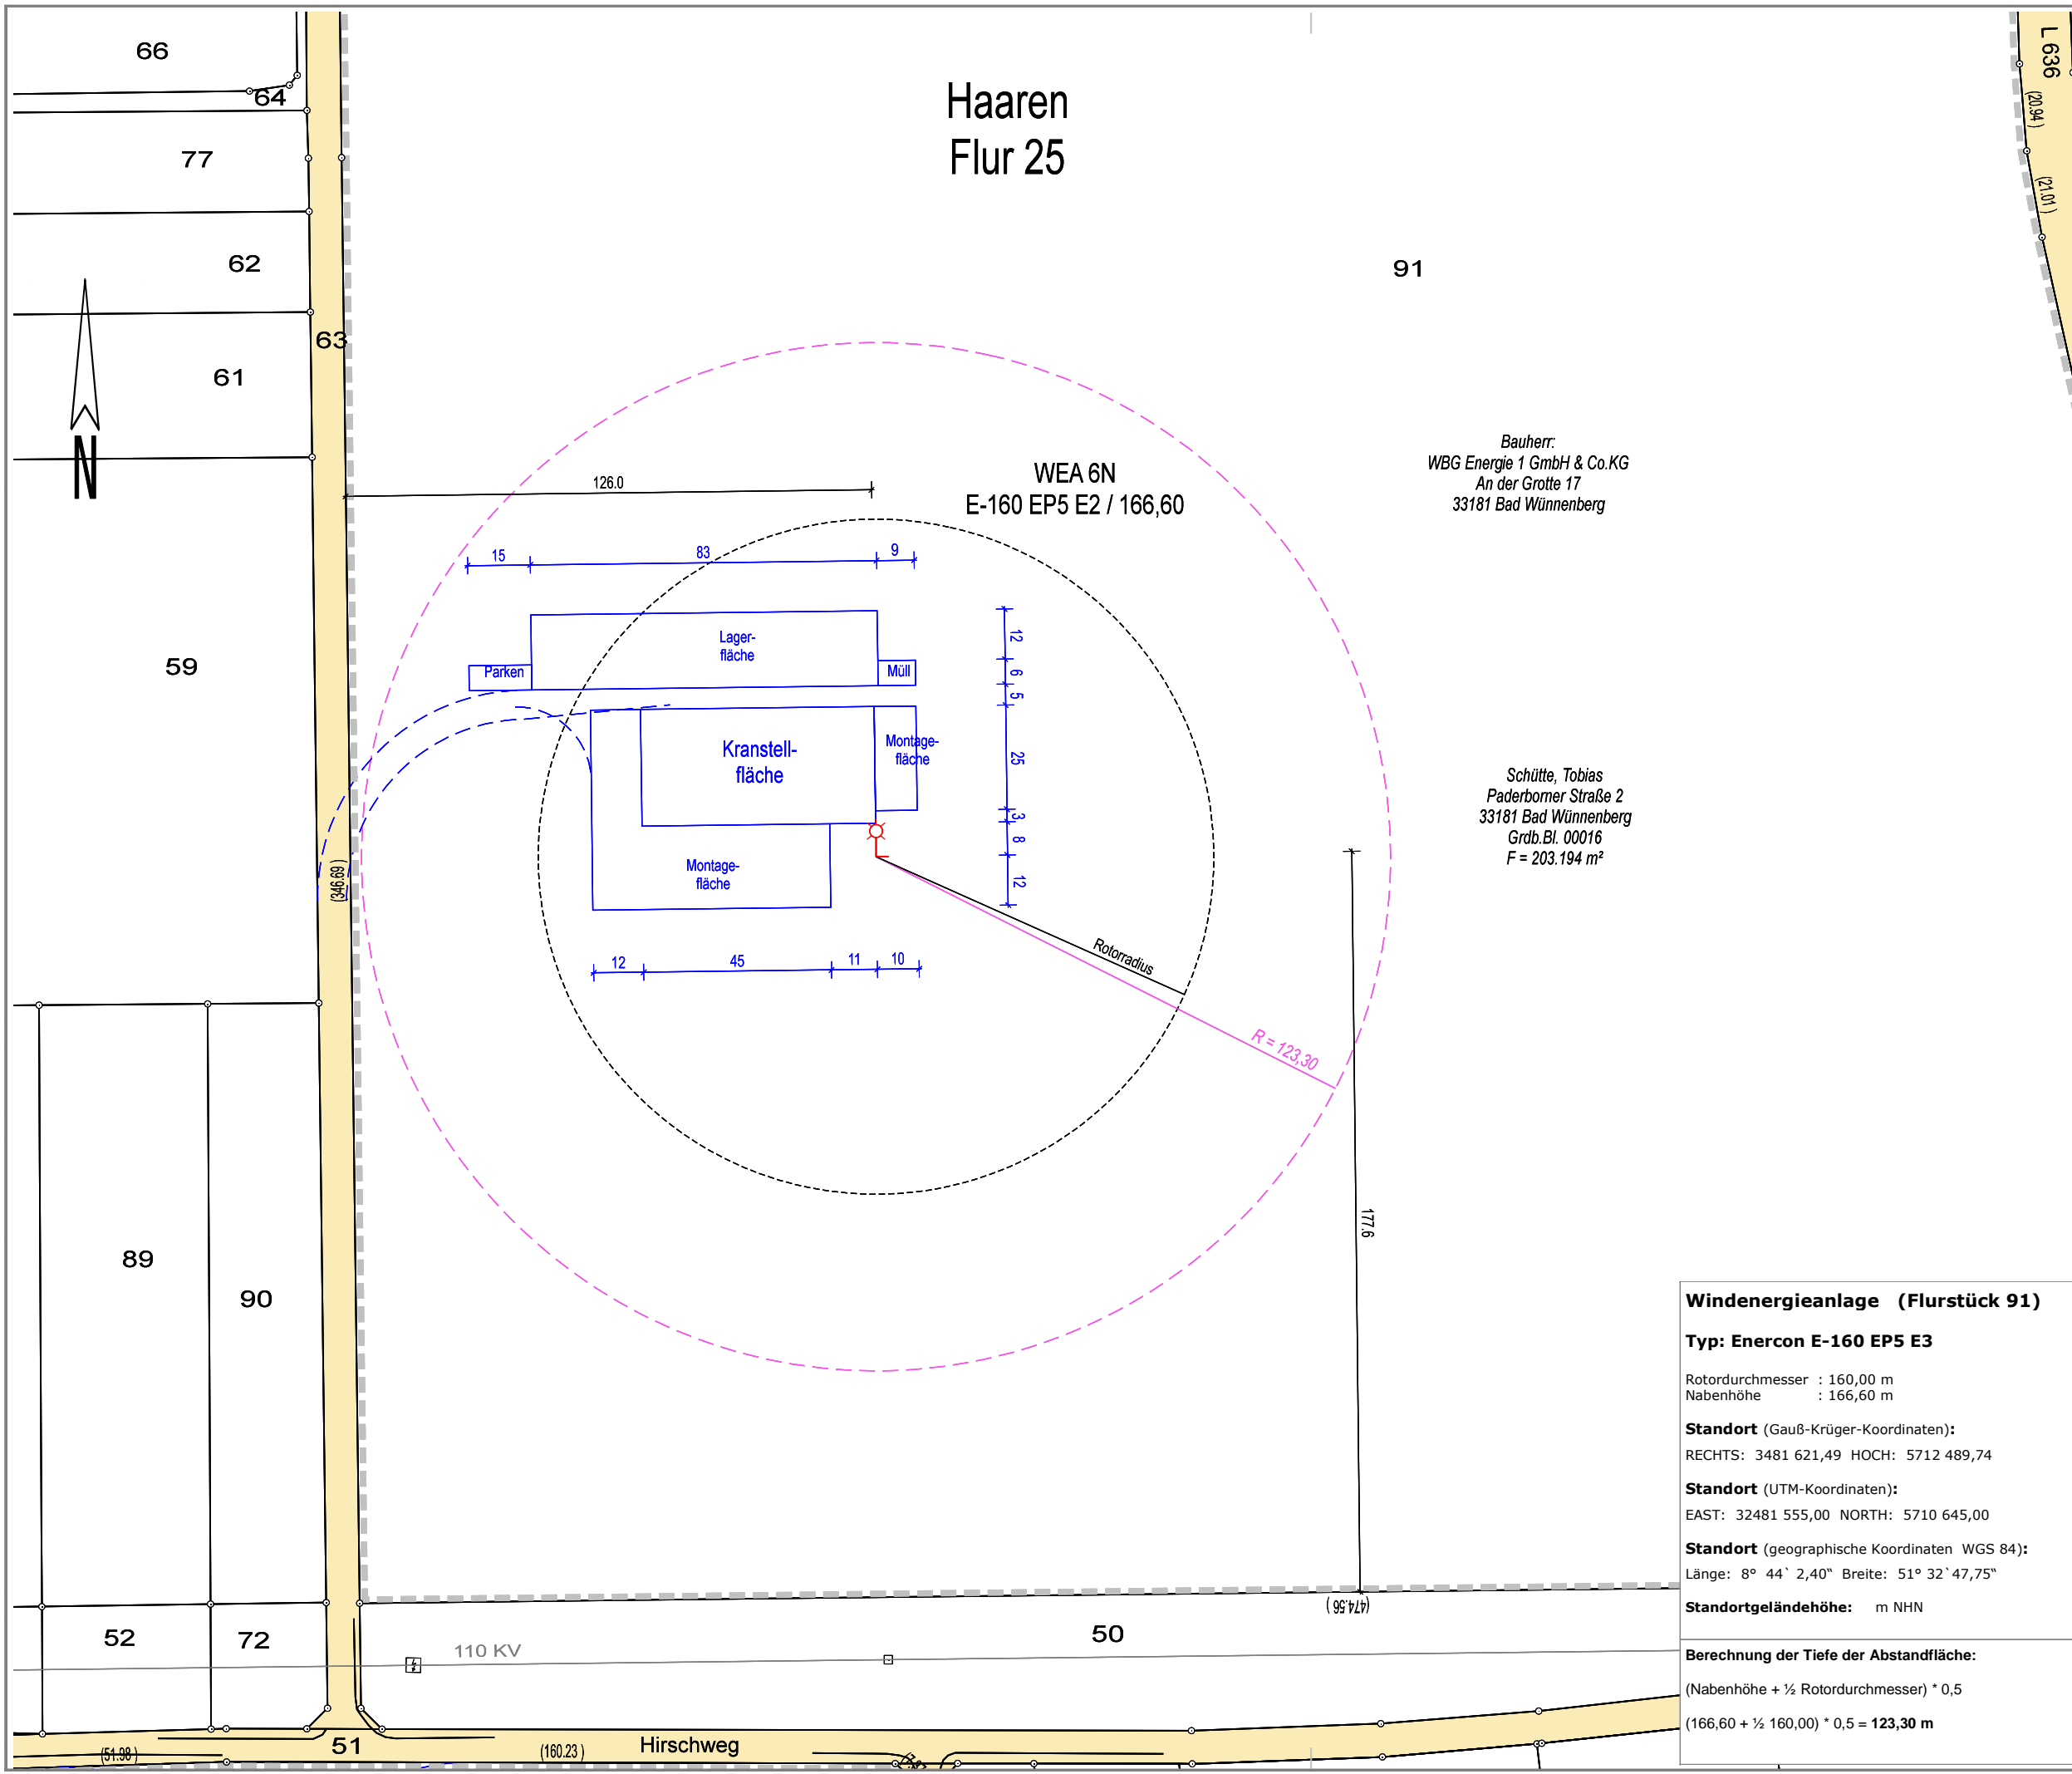 66
64
77
62
63
61
59
89
90
52
72
50
51
91
N
Haaren
Flur 25
L 636
(20.94 )
(21.01 )
126.0
WEA 6N
E-160 EP5 E2 / 166,60
Bauherr:
WBG Energie 1 GmbH & Co.KG
An der Grotte 17
33181 Bad Wünnenberg
15
83
9
Lager-
fläche
Parken
Müll
Kranstell-
fläche
Montage-
fläche
Montage-
fläche
12
6
5
25
3
8
12
12
45
11
10
Schütte, Tobias
Paderborner Straße 2
33181 Bad Wünnenberg
Grdb.Bl. 00016
F = 203.194 m²
(346.69 )
Rotorradius
R = 123,30
177.6
(474.56 )
110 KV
(51.98 )
(160.23 )
Hirschweg
Windenergieanlage (Flurstück 91)
Typ: Enercon E-160 EP5 E3
Rotordurchmesser : 160,00 m
Nabenhöhe : 166,60 m
Standort (Gauß-Krüger-Koordinaten):
RECHTS: 3481 621,49 HOCH: 5712 489,74
Standort (UTM-Koordinaten):
EAST: 32481 555,00 NORTH: 5710 645,00
Standort (geographische Koordinaten WGS 84):
Länge: 8° 44` 2,40“ Breite: 51° 32`47,75“
Standortgeländehöhe: m NHN
Berechnung der Tiefe der Abstandfläche:
(Nabenhöhe + ½ Rotordurchmesser) * 0,5
(166,60 + ½ 160,00) * 0,5 = 123,30 m